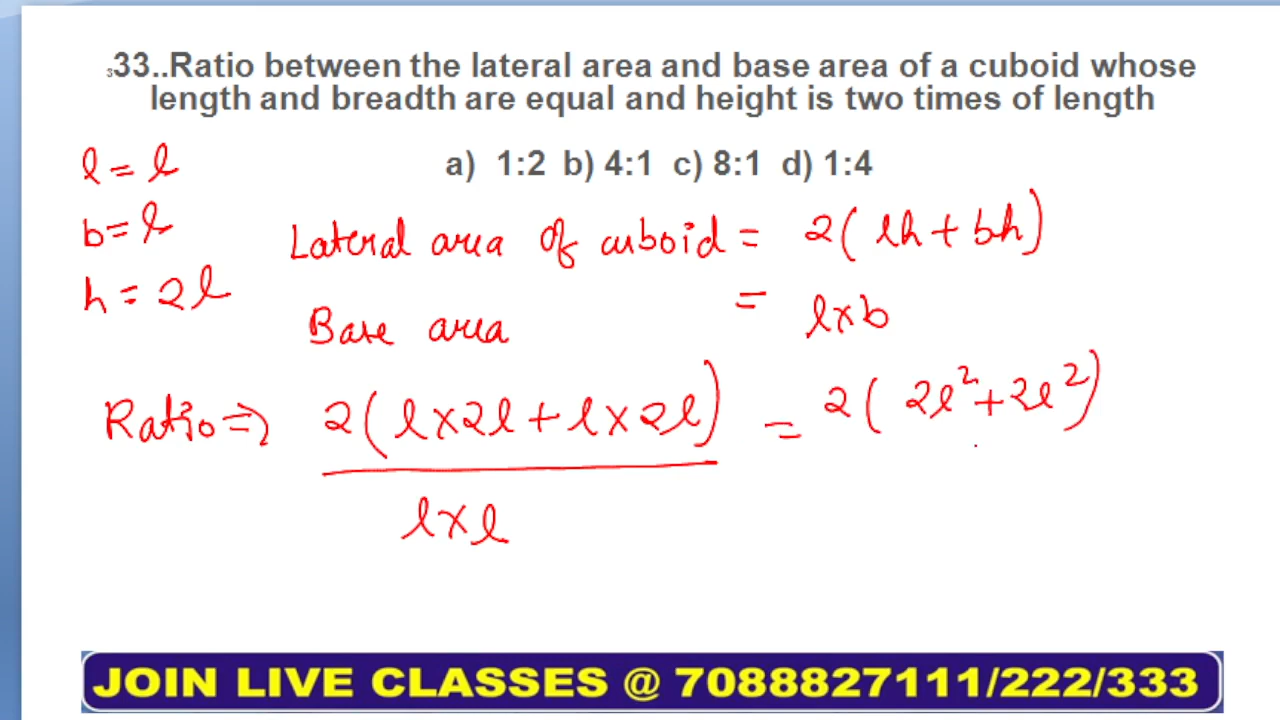 333..Ratio between the lateral area and base area of a cuboid whose
length and breadth are equal and height is two times of length
a) 1:2 b) 4:1 c) 8:1 d) 1:4
l = l
b = l
h = 2l
Lateral area of cuboid = 2(lh + bh)
Base area = l×b
Ratio ⇒ 2(l×2l + l×2l) / l×l = 2(2l² + 2l²)
JOIN LIVE CLASSES @ 7088827111/222/333